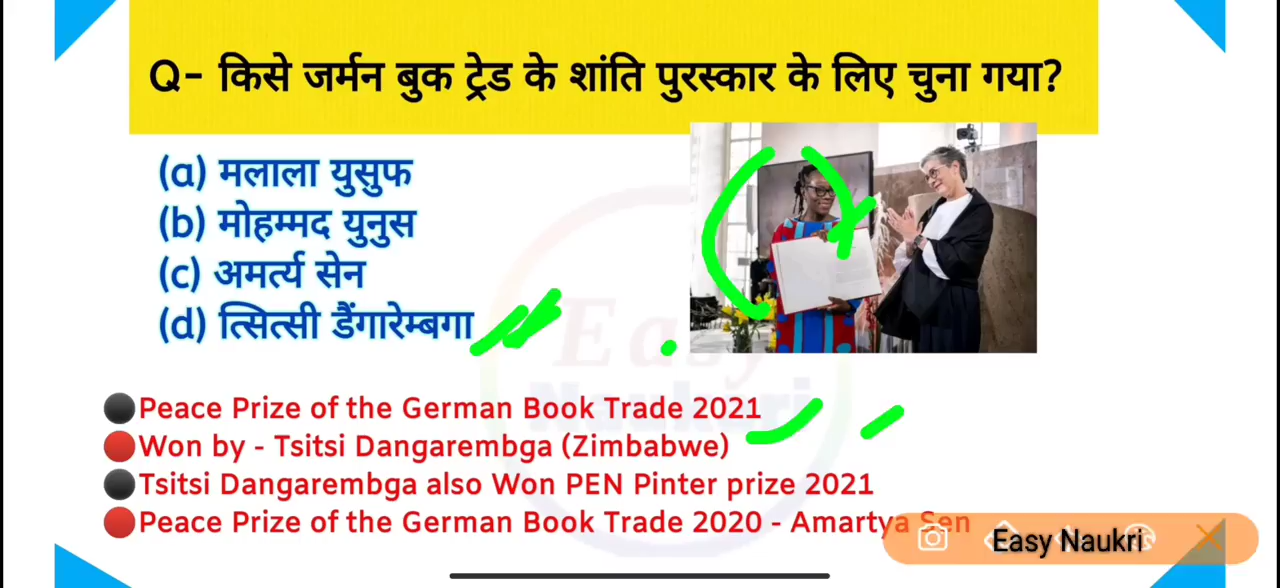 Q- किसे जर्मन बुक ट्रेड के शांति पुरस्कार के लिए चुना गया?
(a) मलाला युसुफ
(b) मोहम्मद युनुस
(c) अमर्त्य सेन
(d) त्सित्सी डैंगारेम्बगा
Easy
Naukri
Peace Prize of the German Book Trade 2021
Won by - Tsitsi Dangarembga (Zimbabwe)
Tsitsi Dangarembga also Won PEN Pinter prize 2021
Peace Prize of the German Book Trade 2020 - Amartya Sen
Easy Naukri